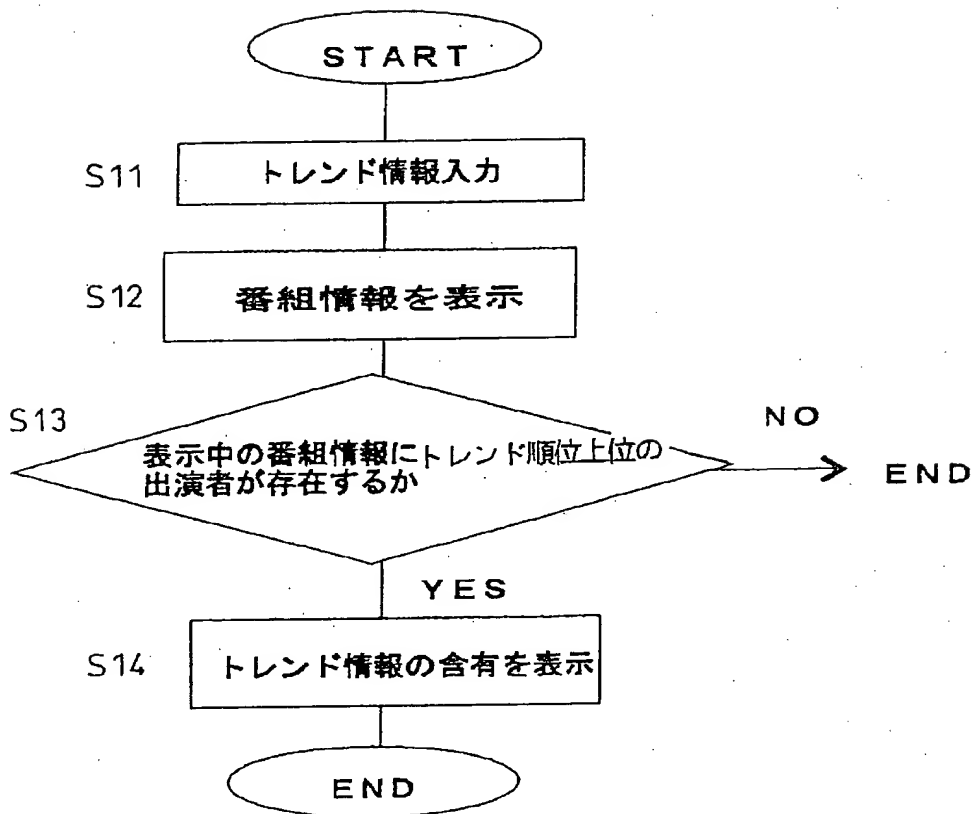 START
S11
トレンド情報入力
S12
番組情報を表示
S13
表示中の番組情報にトレンド順位上位の
出演者が存在するか
NO
END
YES
S14
トレンド情報の含有を表示
END